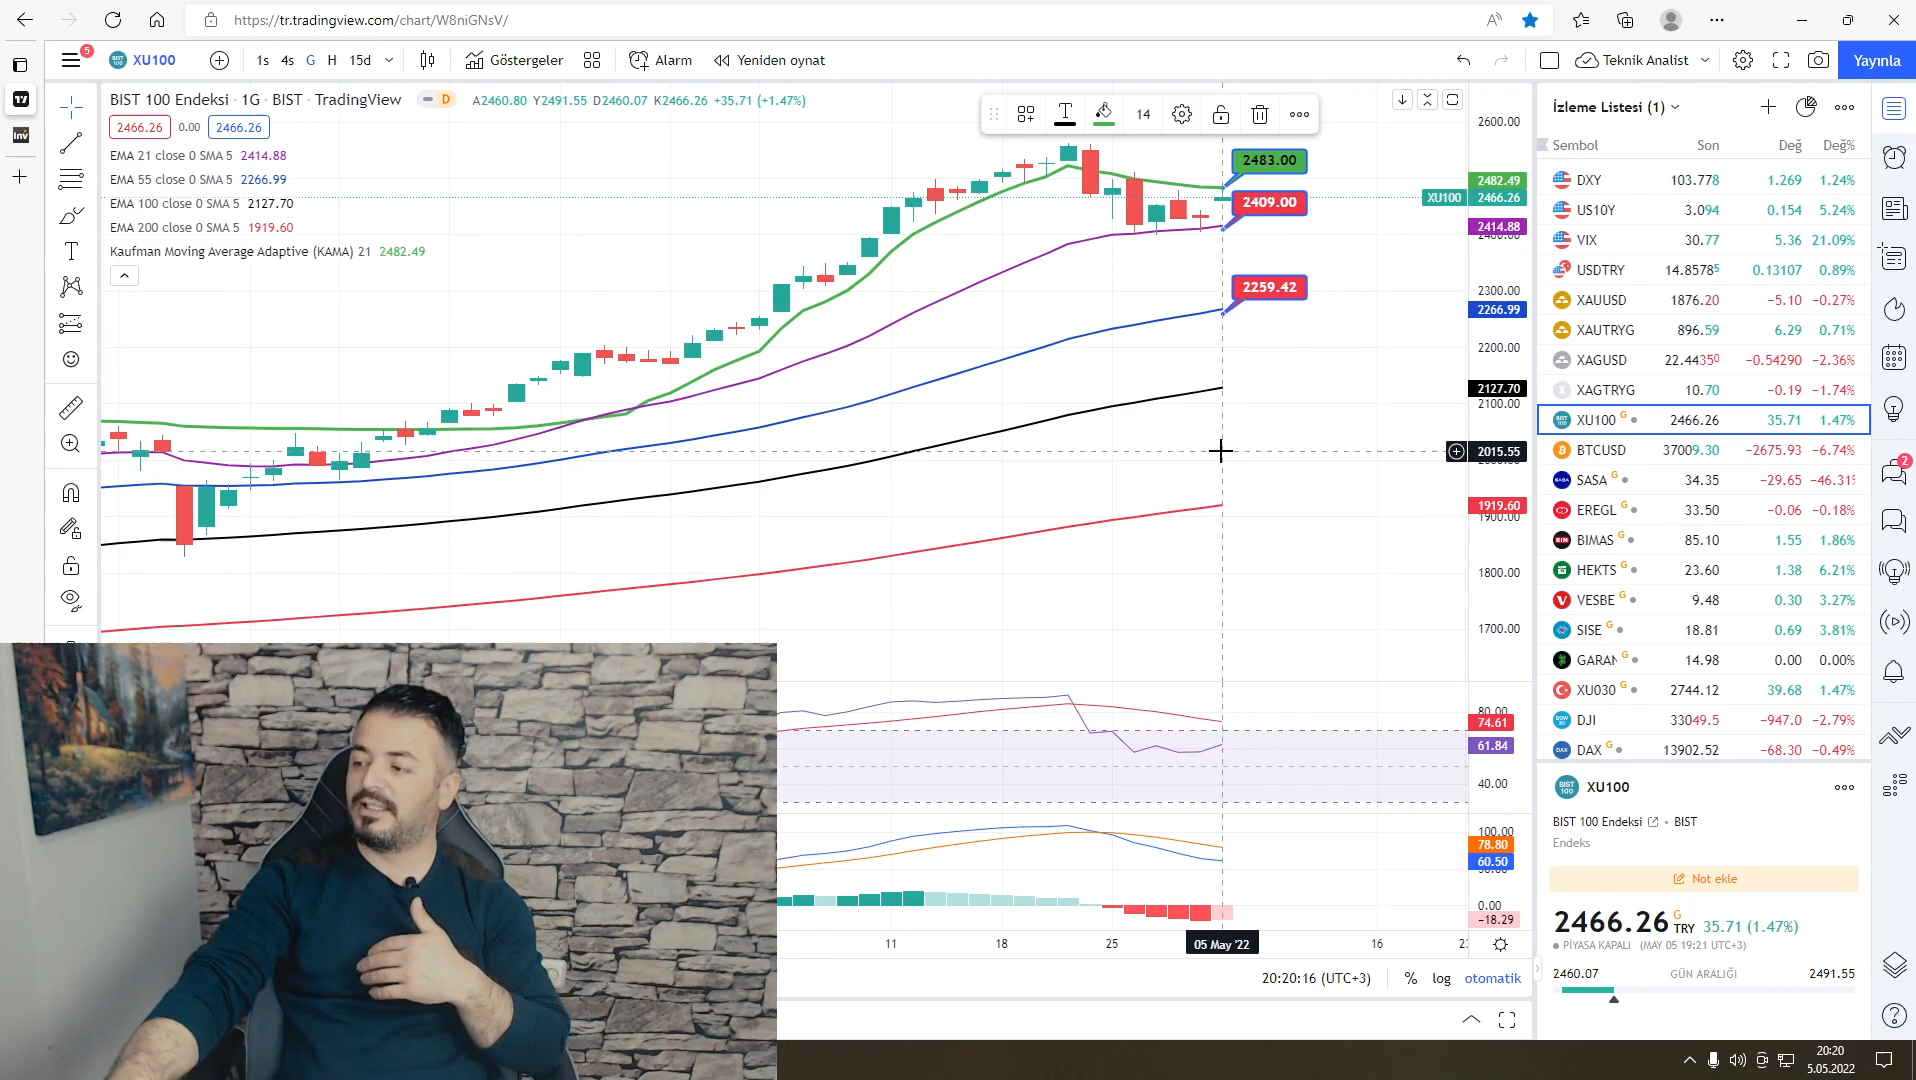 https://tr.tradingview.com/chart/W8niGNsV/
5
XU100
1s 4s G H 15d
Göstergeler
Alarm
Yeniden oynat
Teknik Analist
Yayınla
BIST 100 Endeksi · 1G · BIST · TradingView
D
A2460.80 Y2491.55 D2460.07 K2466.26 +35.71 (+1.47%)
2466.26 0.00 2466.26
EMA 21 close 0 SMA 5 2414.88
EMA 55 close 0 SMA 5 2266.99
EMA 100 close 0 SMA 5 2127.70
EMA 200 close 0 SMA 5 1919.60
Kaufman Moving Average Adaptive (KAMA) 21 2482.49
14
2483.00
2409.00
2259.42
2600.00
2482.49
XU100 2466.26
2414.88
2300.00
2266.99
2200.00
2127.70
2100.00
2015.55
1919.60
1900.00
1800.00
1700.00
80.00
74.61
61.84
40.00
100.00
78.80
60.50
0.00
−18.29
11 18 25 05 May '22 16
20:20:16 (UTC+3)
% log otomatik
İzleme Listesi (1)
Sembol Son Değ Değ%
DXY 103.778 1.269 1.24%
US10Y 3.094 0.154 5.24%
VIX 30.77 5.36 21.09%
USDTRY 14.85785 0.13107 0.89%
XAUUSD 1876.20 −5.10 −0.27%
XAUTRYG 896.59 6.29 0.71%
XAGUSD 22.44350 −0.54290 −2.36%
XAGTRYG 10.70 −0.19 −1.74%
XU100 G 2466.26 35.71 1.47%
BTCUSD 37009.30 −2675.93 −6.74%
SASA G 34.35 −29.65 −46.31
EREGL G 33.50 −0.06 −0.18%
BIMAS G 85.10 1.55 1.86%
HEKTS G 23.60 1.38 6.21%
VESBE G 9.48 0.30 3.27%
SISE G 18.81 0.69 3.81%
GARAN G 14.98 0.00 0.00%
XU030 G 2744.12 39.68 1.47%
DJI 33049.5 −947.0 −2.79%
DAX G 13902.52 −68.30 −0.49%
2
BIST 100
XU100
BIST 100 Endeksi • BIST
Endeks
Not ekle
2466.26 G TRY 35.71 (1.47%)
PİYASA KAPALI (MAY 05 19:21 UTC+3)
2460.07 GÜN ARALIĞI 2491.55
20:20
5.05.2022